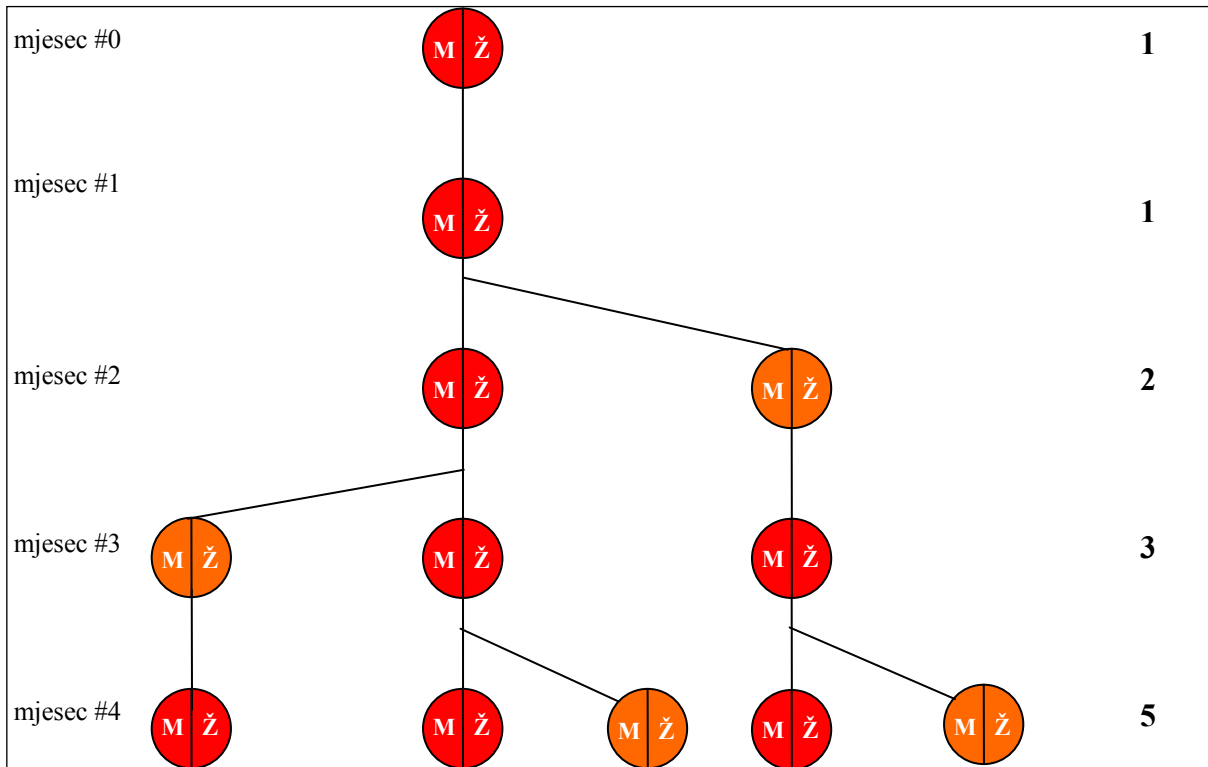 mjesec #0 M Ž 1
mjesec #1 M Ž 1
mjesec #2 M Ž M Ž 2
mjesec #3 M Ž M Ž M Ž 3
mjesec #4 M Ž M Ž M Ž M Ž M Ž 5